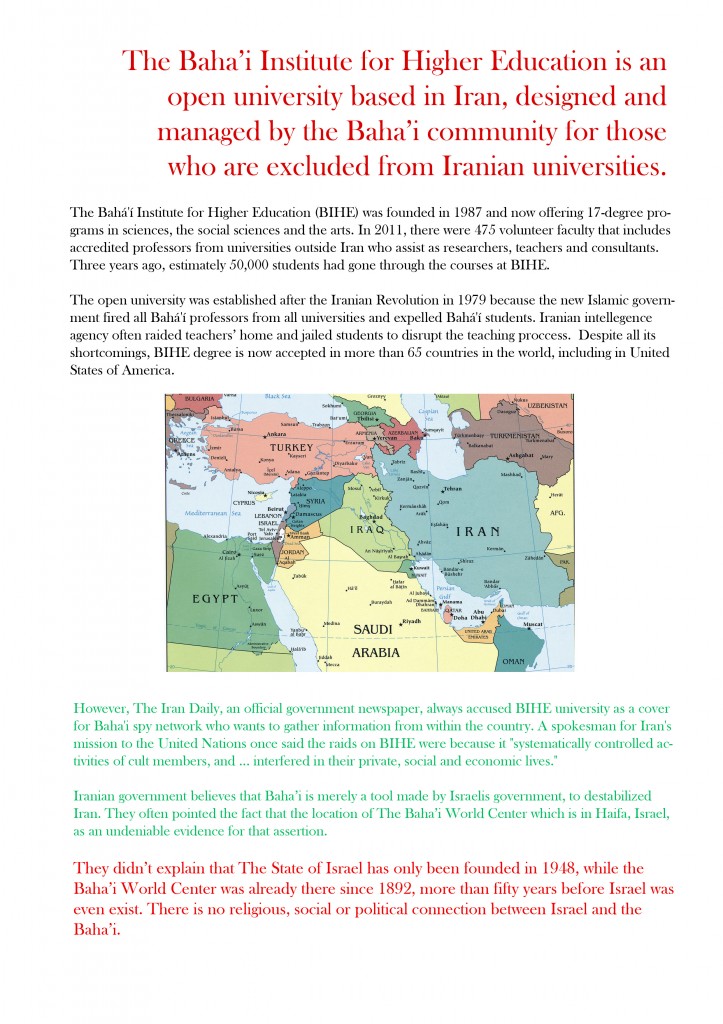 The Baha’i Institute for Higher Education is an
open university based in Iran, designed and
managed by the Baha’i community for those
who are excluded from Iranian universities.
The Bahá'í Institute for Higher Education (BIHE) was founded in 1987 and now offering 17-degree pro-
grams in sciences, the social sciences and the arts. In 2011, there were 475 volunteer faculty that includes
accredited professors from universities outside Iran who assist as researchers, teachers and consultants.
Three years ago, estimately 50,000 students had gone through the courses at BIHE.
The open university was established after the Iranian Revolution in 1979 because the new Islamic govern-
ment fired all Bahá'í professors from all universities and expelled Bahá'í students. Iranian intellegence
agency often raided teachers’ home and jailed students to disrupt the teaching proccess. Despite all its
shortcomings, BIHE degree is now accepted in more than 65 countries in the world, including in United
States of America.
BULGARIA
Black Sea
GEORGIA
Tbilisi
Caspian
Sea
UZBEKISTAN
ARMENIA
AZERBAIJAN
Yerevan
Baku
TURKMENISTAN
Ashgabat
GREECE
Athens
Ankara
TURKEY
Nicosia
CYPRUS
SYRIA
Mediterranean Sea
Beirut
LEBANON
Damascus
ISRAEL
Amman
JORDAN
Baghdad
IRAQ
Tehran
IRAN
AFG.
PAK.
Cairo
EGYPT
Kuwait
Persian
Gulf
Manama
QATAR
Doha
Abu
Dhabi
Dubai
UNITED ARAB
EMIRATES
Muscat
OMAN
Riyadh
SAUDI
ARABIA
Medina
Mecca
However, The Iran Daily, an official government newspaper, always accused BIHE university as a cover
for Baha'i spy network who wants to gather information from within the country. A spokesman for Iran's
mission to the United Nations once said the raids on BIHE were because it "systematically controlled ac-
tivities of cult members, and ... interfered in their private, social and economic lives."
Iranian government believes that Baha’i is merely a tool made by Israelis government, to destabilized
Iran. They often pointed the fact that the location of The Baha’i World Center which is in Haifa, Israel,
as an undeniable evidence for that assertion.
They didn’t explain that The State of Israel has only been founded in 1948, while the
Baha’i World Center was already there since 1892, more than fifty years before Israel was
even exist. There is no religious, social or political connection between Israel and the
Baha’i.